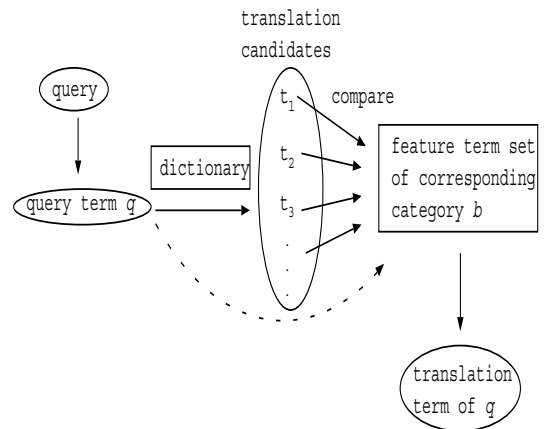 translation
candidates
query
t1
compare
dictionary
t2
feature term set
of corresponding
category b
query term q
t3
.
.
.
translation
term of q